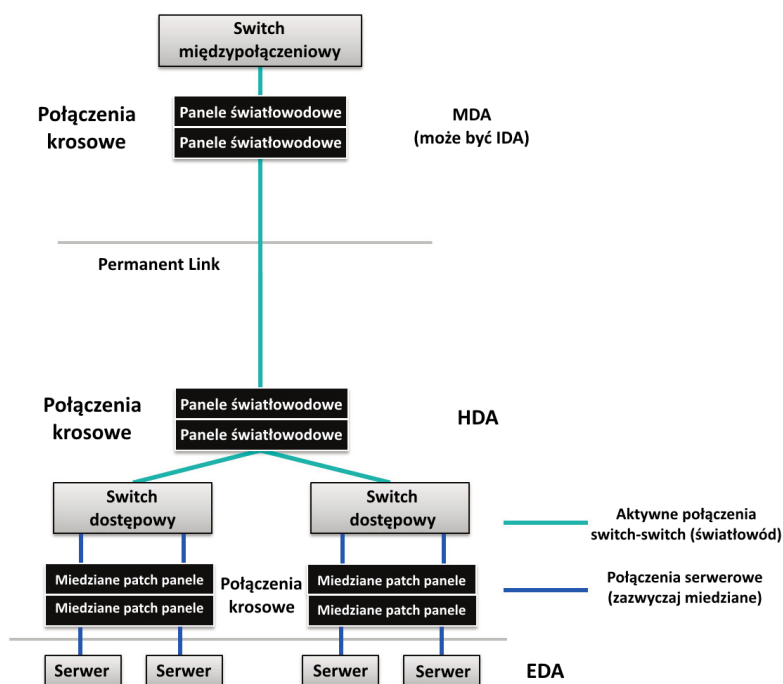 Switch
międzypołączeniowy
Połączenia
krosowe
Panele światłowodowe
Panele światłowodowe
MDA
(może być IDA)
Permanent Link
Połączenia
krosowe
Panele światłowodowe
Panele światłowodowe
HDA
Switch
dostępowy
Switch
dostępowy
Aktywne połączenia
switch-switch (światłowód)
Miedziane patch panele
Miedziane patch panele
Połączenia
krosowe
Miedziane patch panele
Miedziane patch panele
Połączenia serwerowe
(zazwyczaj miedziane)
Serwer
Serwer
Serwer
Serwer
EDA